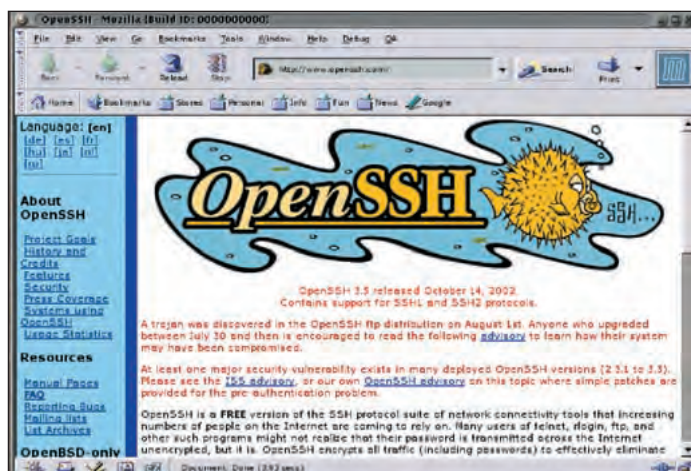 OpenSSH - Mozilla {Build ID: 0000000000}
File Edit View Go Bookmarks Tools Window Help Debug QA
Back Forward Reload Stop http://www.openssh.com/ Search Print
Home Bookmarks Stores Personal Info Fun News Google
Language: [en]
[de] [es] [fr]
[hu] [ja] [nl]
[ru]
About
OpenSSH
Project Goals
History and
Credits
Features
Security
Press Coverage
Systems using
OpenSSH
Usage Statistics
Resources
Manual Pages
FAQ
Reporting Bugs
Mailing lists
List Archives
OpenBSD-only
OpenSSH
SSH...
OpenSSH 3.5 released October 14, 2002
Contains support for SSH1 and SSH2 protocols.
A trojan was discovered in the OpenSSH ftp distribution on August 1st. Anyone who upgraded
between July 30 and then is encouraged to read the following advisory to learn how their system
may have been compromised.
At least one major security vulnerability exists in many deployed OpenSSH versions (2.3.1 to 3.3).
Please see the ISS advisory, or our own OpenSSH advisory on this topic where simple patches are
provided for the pre-authentication problem.
OpenSSH is a FREE version of the SSH protocol suite of network connectivity tools that increasing
numbers of people on the Internet are coming to rely on. Many users of telnet, rlogin, ftp, and
other such programs might not realize that their password is transmitted across the Internet
unencrypted, but it is. OpenSSH encrypts all traffic (including passwords) to effectively eliminate
Document: Done (3.93 secs)